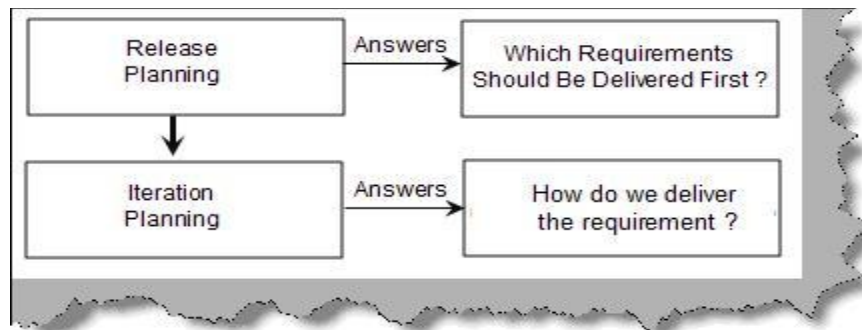 Release
Planning
Answers
Which Requirements
Should Be Delivered First ?
Iteration
Planning
Answers
How do we deliver
the requirement ?